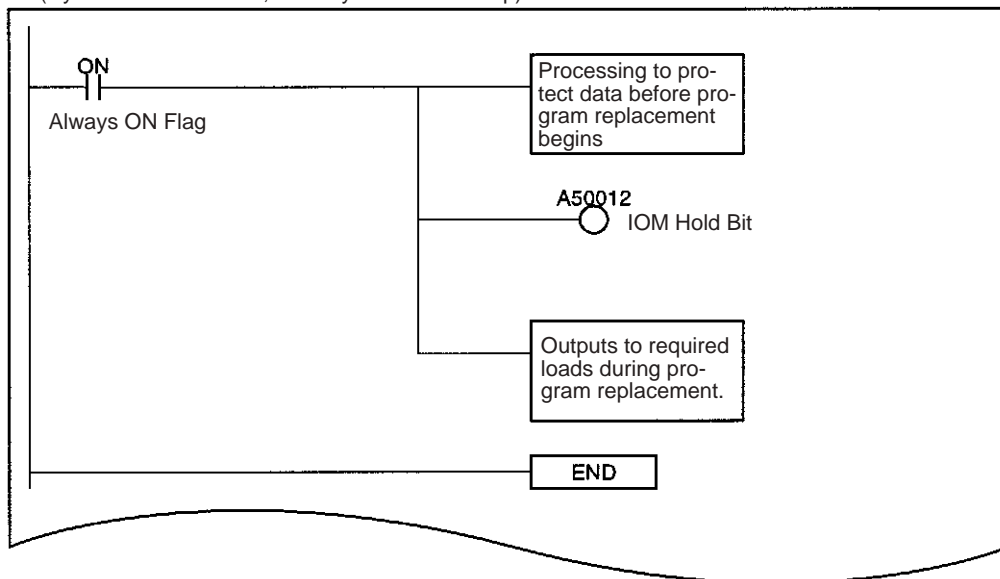 ON
Always ON Flag
Processing to pro-
tect data before pro-
gram replacement
begins
A50012
IOM Hold Bit
Outputs to required
loads during pro-
gram replacement.
END